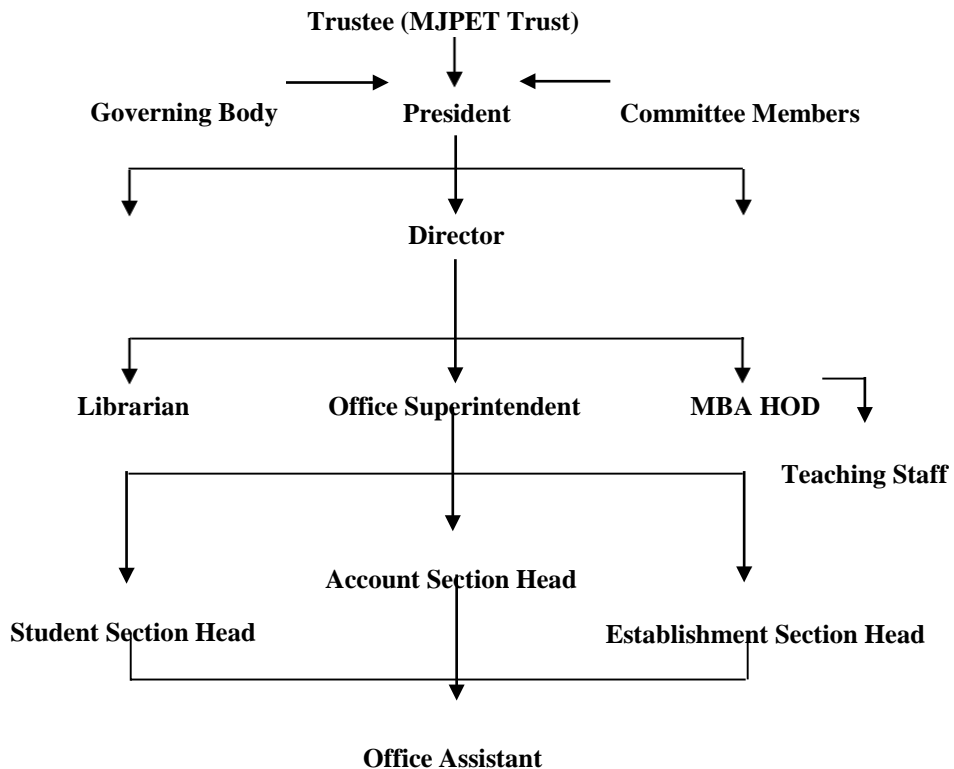 Trustee (MJPET Trust)
Governing Body
President
Committee Members
Director
Librarian
Office Superintendent
MBA HOD
Teaching Staff
Account Section Head
Student Section Head
Establishment Section Head
Office Assistant